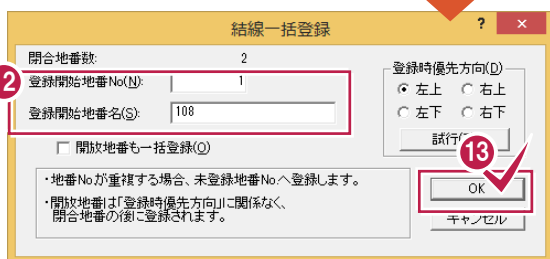 結線一括登録
? ×
閉合地番数: 2
登録開始地番No(N): 1
登録開始地番名(S): 108
開放地番も一括登録(O)
登録時優先方向(D)
左上 右上
左下 右下
試行(
・地番Noが重複する場合、未登録地番No.へ登録します。
・開放地番は「登録時優先方向」に関係なく、
閉合地番の後に登録されます。
OK
キャンセル
2
13